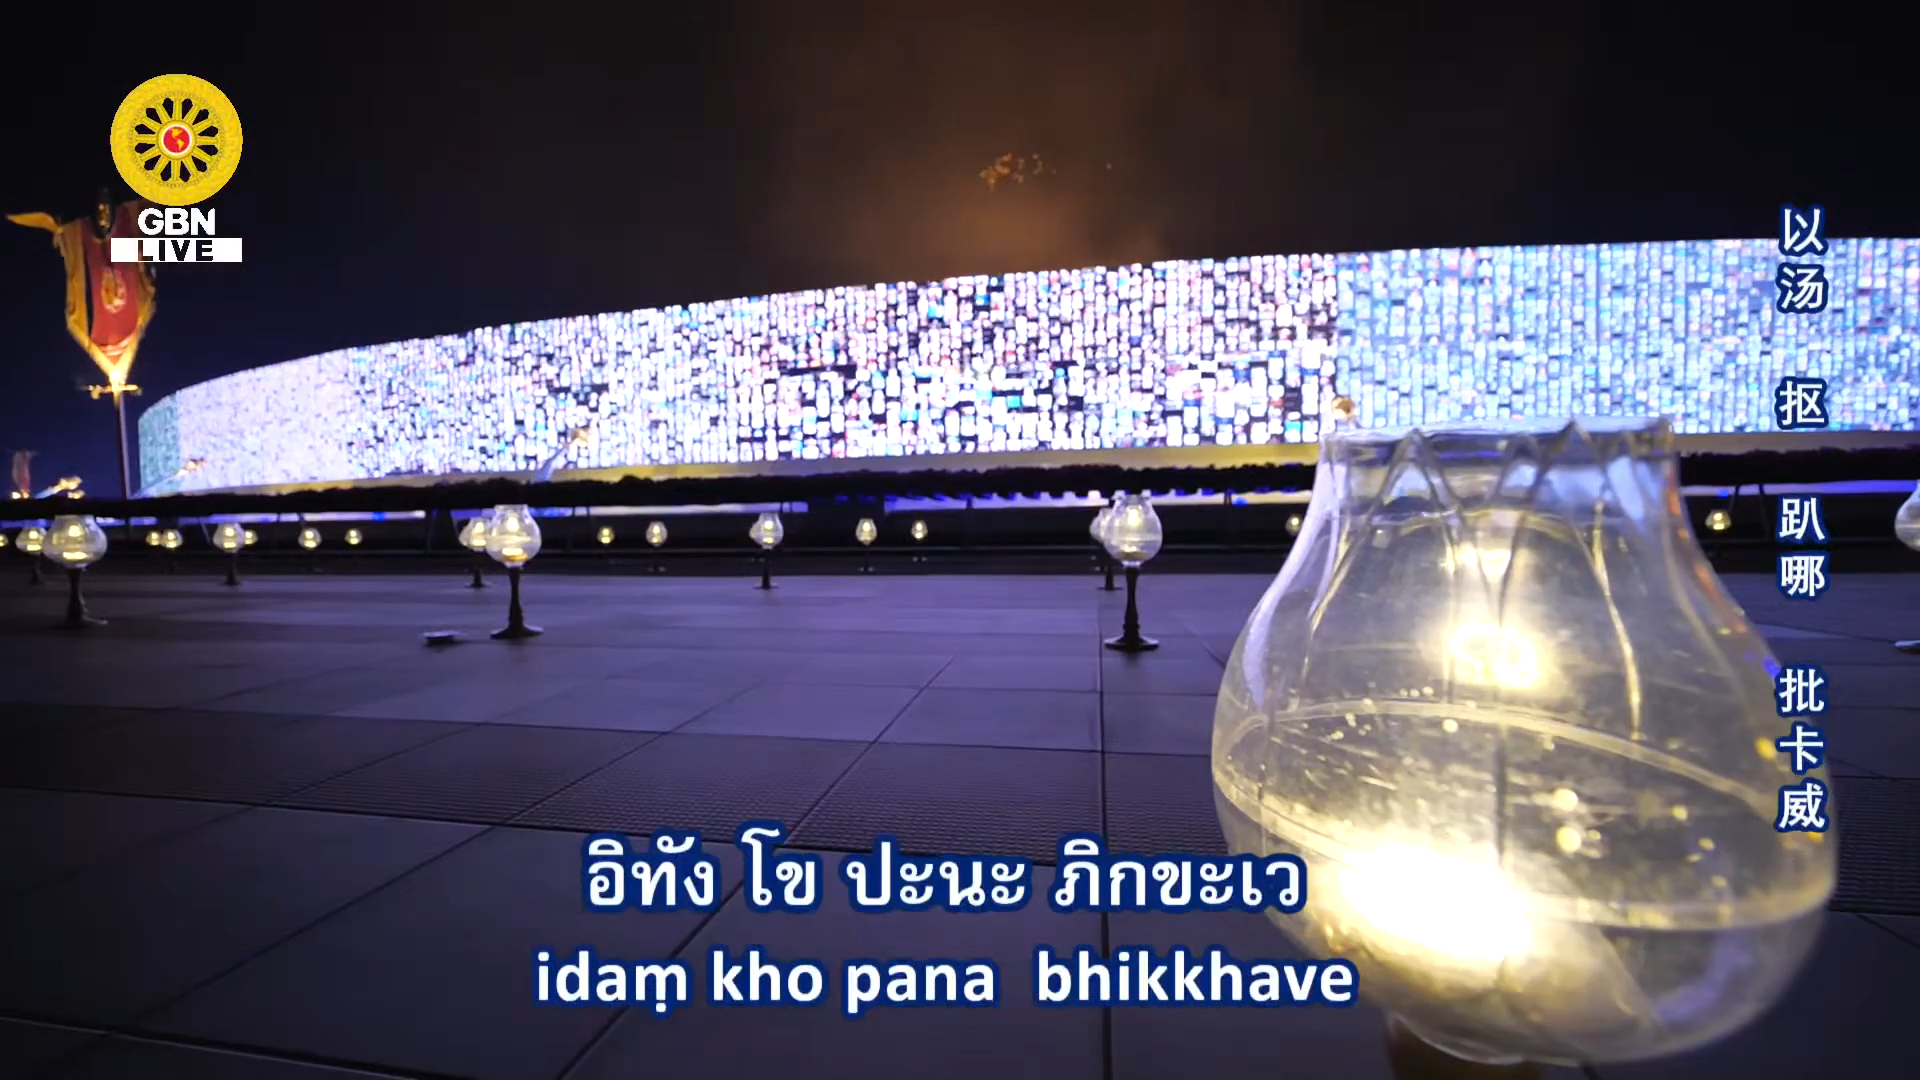 GBN
LIVE
以汤 抠 趴哪 批卡威
อิทัง โข ปะนะ ภิกขะเว
idaṃ kho pana bhikkhave